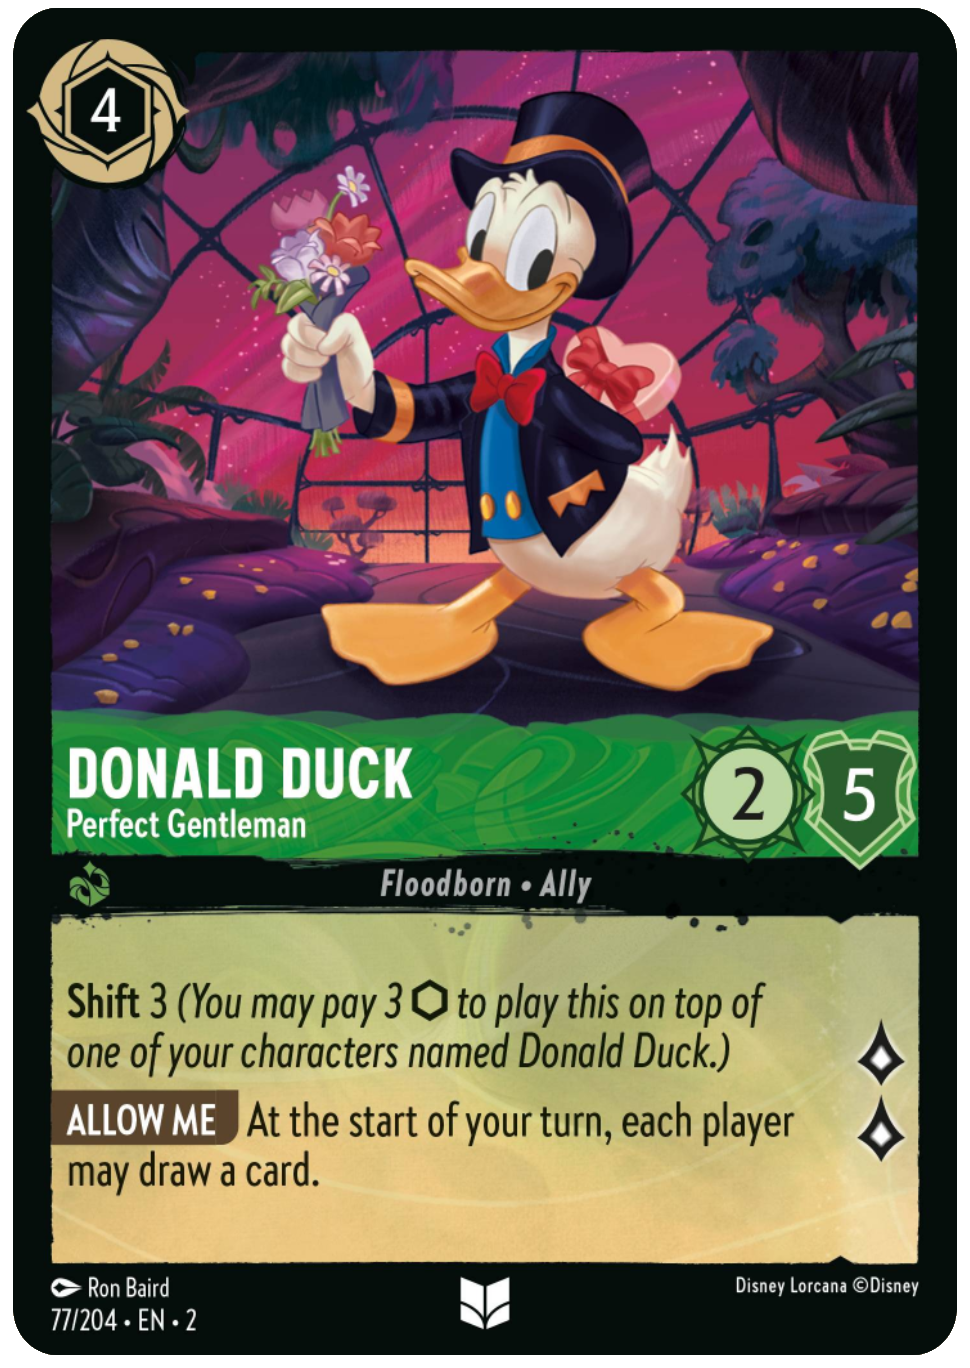 4
DONALD DUCK
Perfect Gentleman
2
5
Floodborn • Ally
Shift 3 (You may pay 3 ⬡ to play this on top of
one of your characters named Donald Duck.)
ALLOW ME At the start of your turn, each player
may draw a card.
Ron Baird
77/204 • EN • 2
Disney Lorcana ©Disney